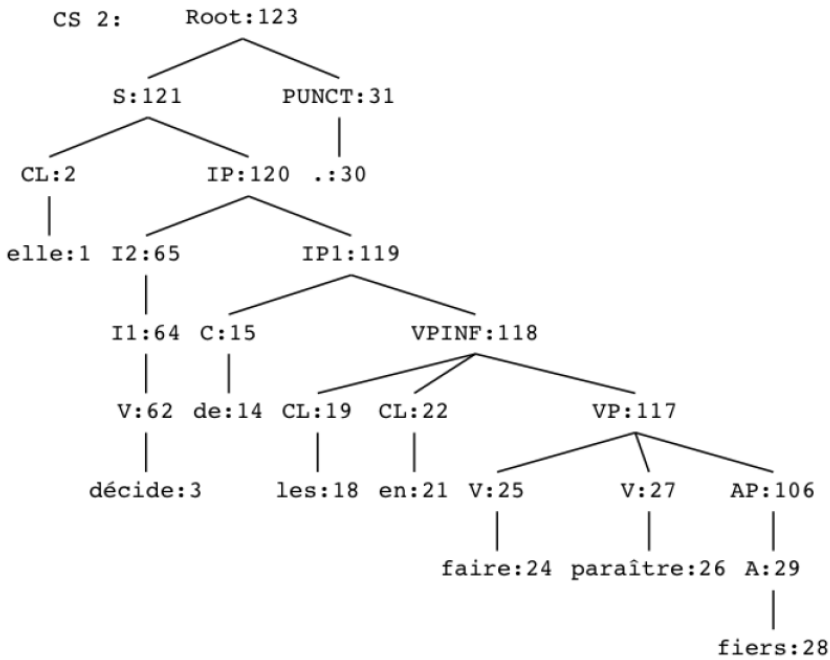 CS 2: Root:123
S:121 PUNCT:31
CL:2 IP:120 .:30
elle:1 I2:65 IP1:119
I1:64 C:15 VPINF:118
V:62 de:14 CL:19 CL:22 VP:117
décide:3 les:18 en:21 V:25 V:27 AP:106
faire:24 paraître:26 A:29
fiers:28